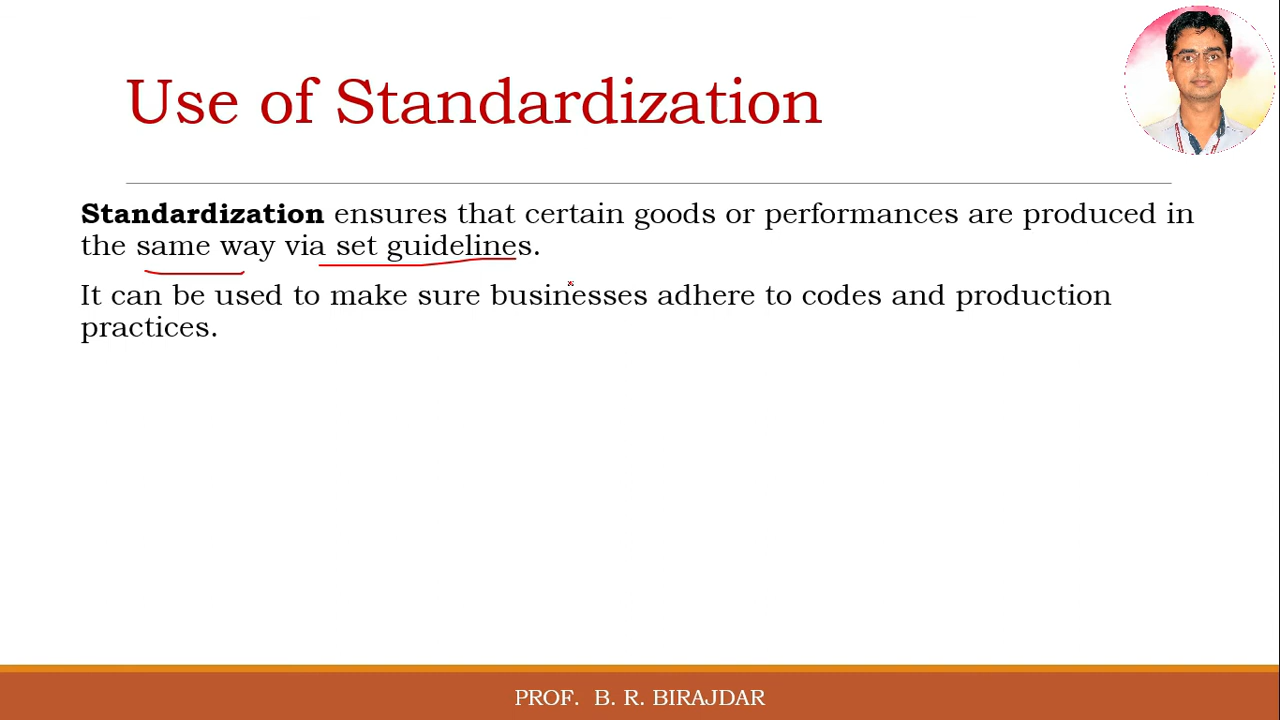 Use of Standardization
Standardization ensures that certain goods or performances are produced in
the same way via set guidelines.
It can be used to make sure businesses adhere to codes and production
practices.
PROF. B. R. BIRAJDAR